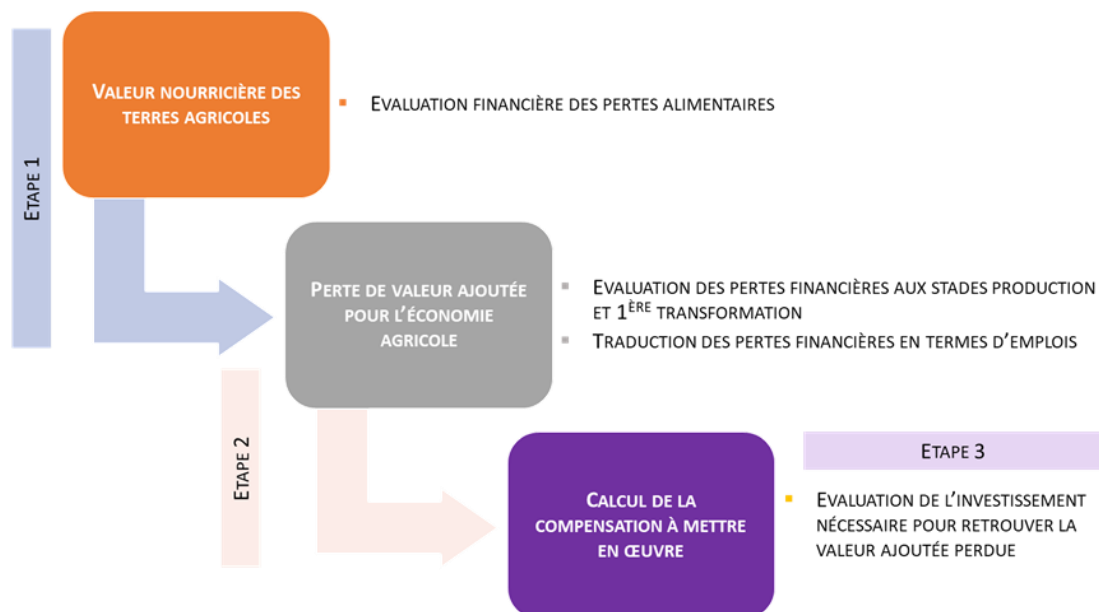 ETAPE 1
VALEUR NOURRICIÈRE DES
TERRES AGRICOLES
▪ EVALUATION FINANCIÈRE DES PERTES ALIMENTAIRES
PERTE DE VALEUR AJOUTÉE
POUR L'ÉCONOMIE
AGRICOLE
▪ EVALUATION DES PERTES FINANCIÈRES AUX STADES PRODUCTION
ET 1ÈRE TRANSFORMATION
▪ TRADUCTION DES PERTES FINANCIÈRES EN TERMES D'EMPLOIS
ETAPE 2
CALCUL DE LA
COMPENSATION À METTRE
EN ŒUVRE
ETAPE 3
▪ EVALUATION DE L'INVESTISSEMENT
NÉCESSAIRE POUR RETROUVER LA
VALEUR AJOUTÉE PERDUE